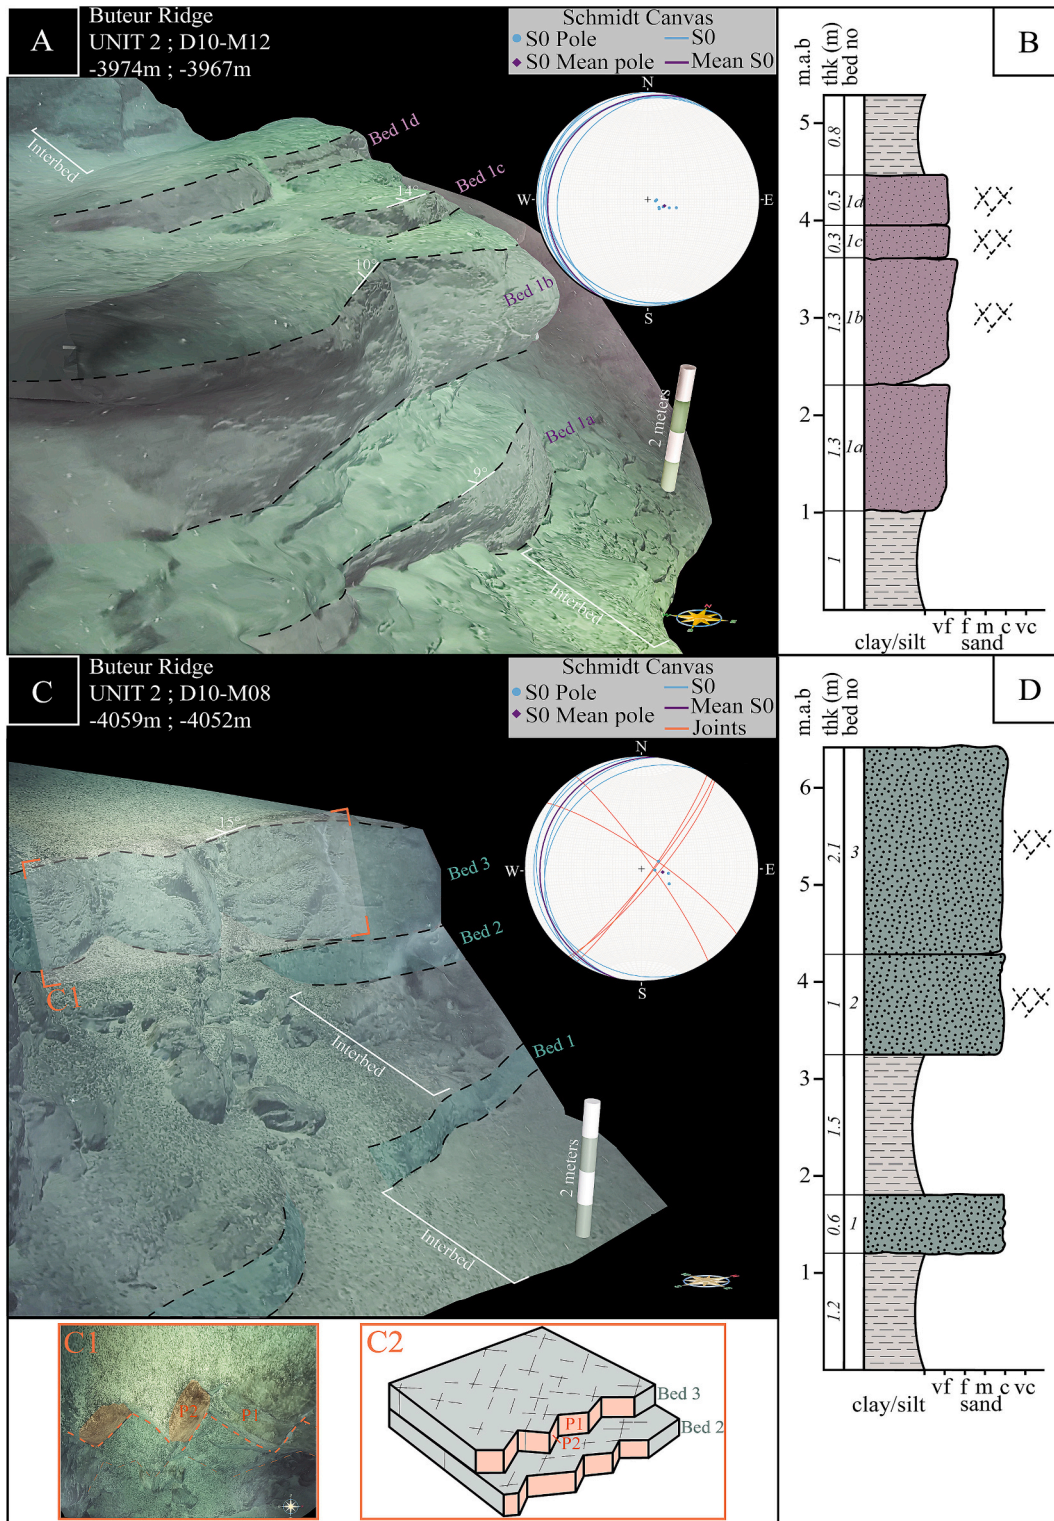 A
Buteur Ridge
UNIT 2 ; D10-M12
-3974m ; -3967m
Schmidt Canvas
S0 Pole
S0
S0 Mean pole
Mean S0
N
W
E
S
Interbed
Bed 1d
Bed 1c
14°
10°
Bed 1b
Bed 1a
9°
2 meters
Interbed
B
m.a.b
thk (m)
bed no
5
4
3
2
1
0.8
0.5
1d
0.3
1c
1.3
1b
1.3
1a
1
vf f m c vc
clay/silt
sand
C
Buteur Ridge
UNIT 2 ; D10-M08
-4059m ; -4052m
Schmidt Canvas
S0 Pole
S0
S0 Mean pole
Mean S0
Joints
N
W
E
S
15°
Bed 3
Bed 2
C1
Interbed
Bed 1
2 meters
Interbed
D
m.a.b
thk (m)
bed no
6
5
4
3
2
1
2.1
3
1
2
1.5
0.6
1
1.2
vf f m c vc
clay/silt
sand
C1
P2
P1
C2
Bed 3
P1
Bed 2
P2